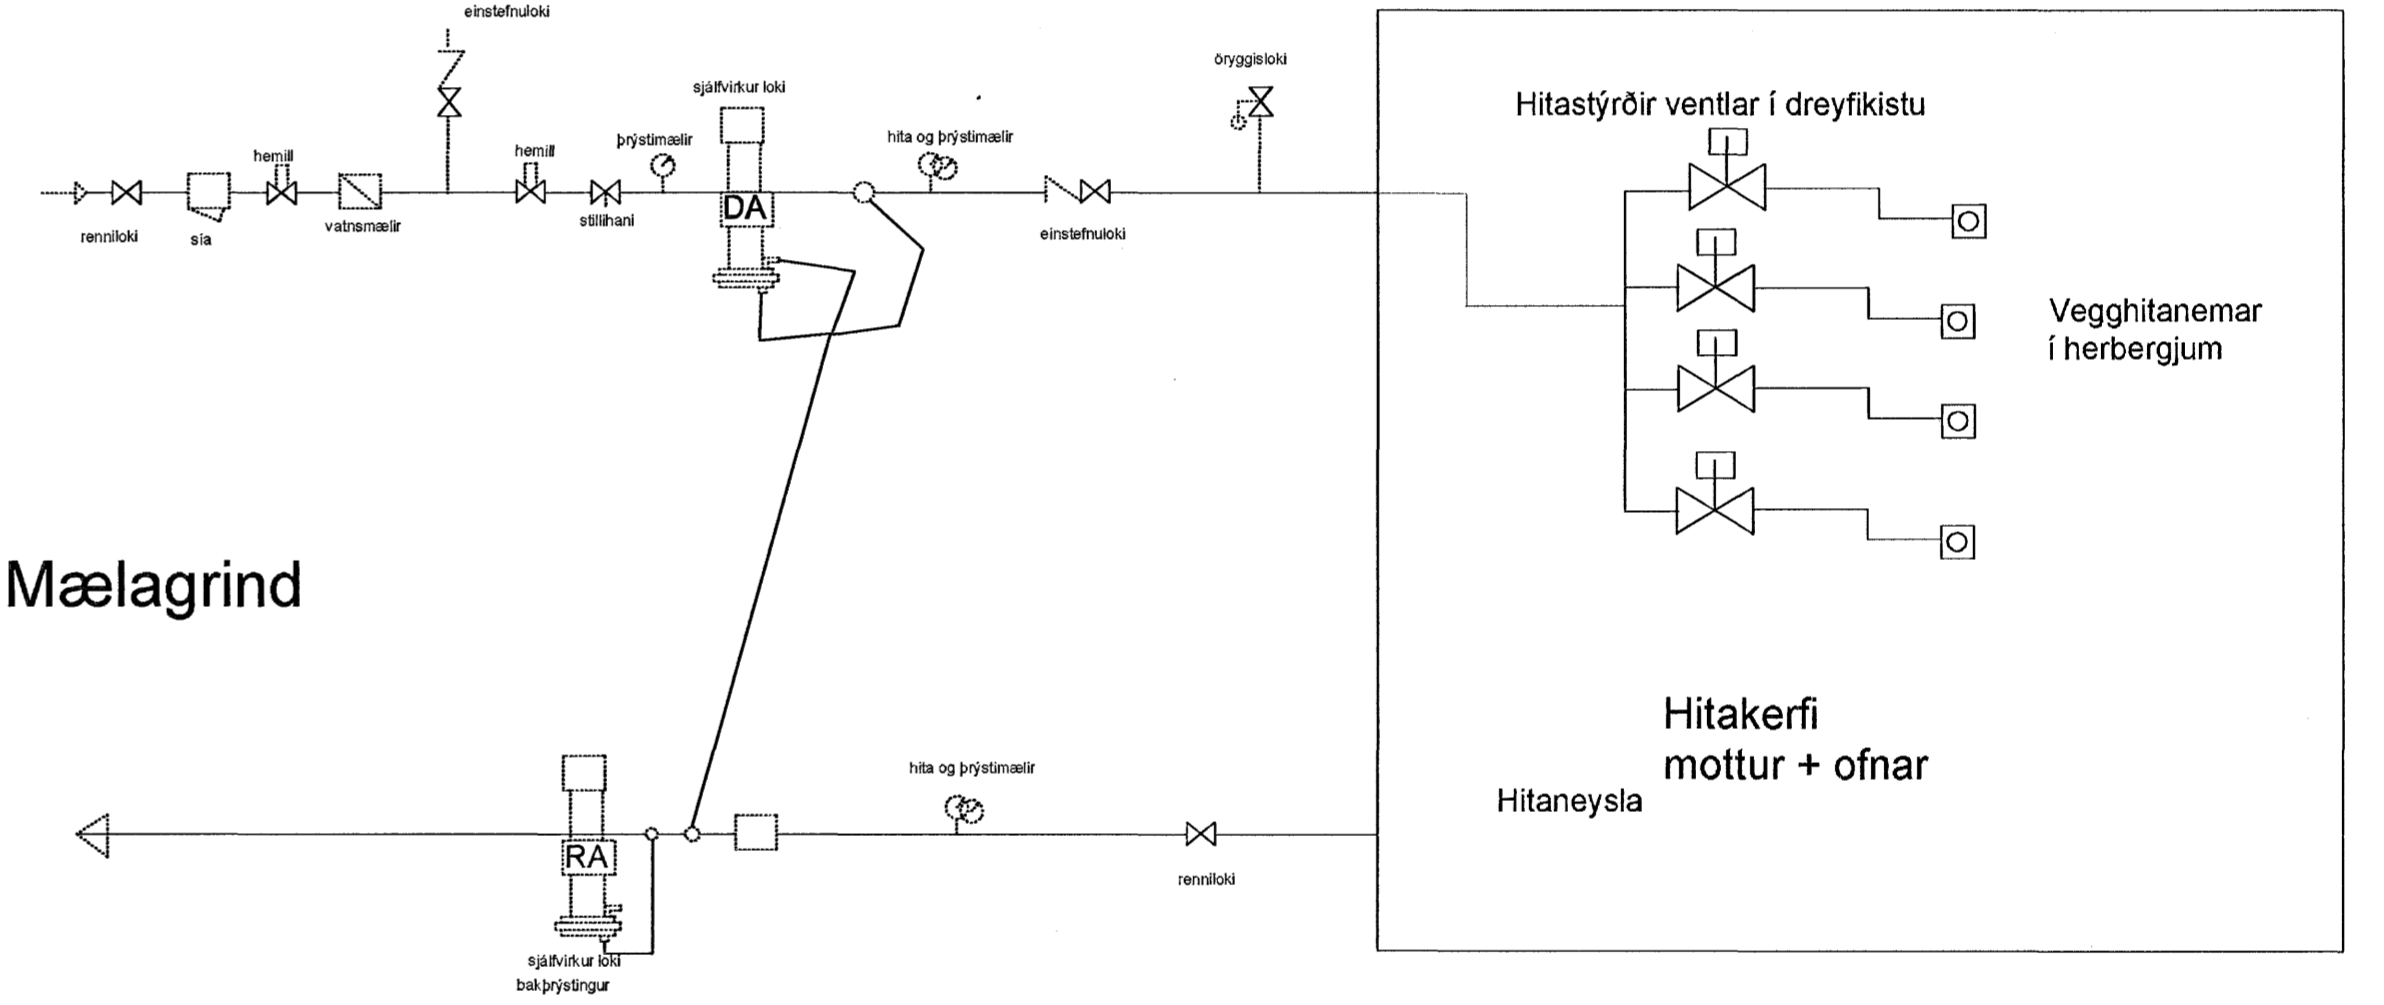 einstefnuloki
öryggisloki
sjálfvirkur loki
Hitastýrðir ventlar í dreyfikistu
hemill
hemill
þrýstimælir
hita og þrýstimælir
DA
renniloki
sía
vatnsmælir
stillihani
einstefnuloki
Vegghitanemar
í herbergjum
Mælagrind
Hitakerfi
mottur + ofnar
Hitaneysla
hita og þrýstimælir
RA
renniloki
sjálfvirkur loki
bakþrýstingur